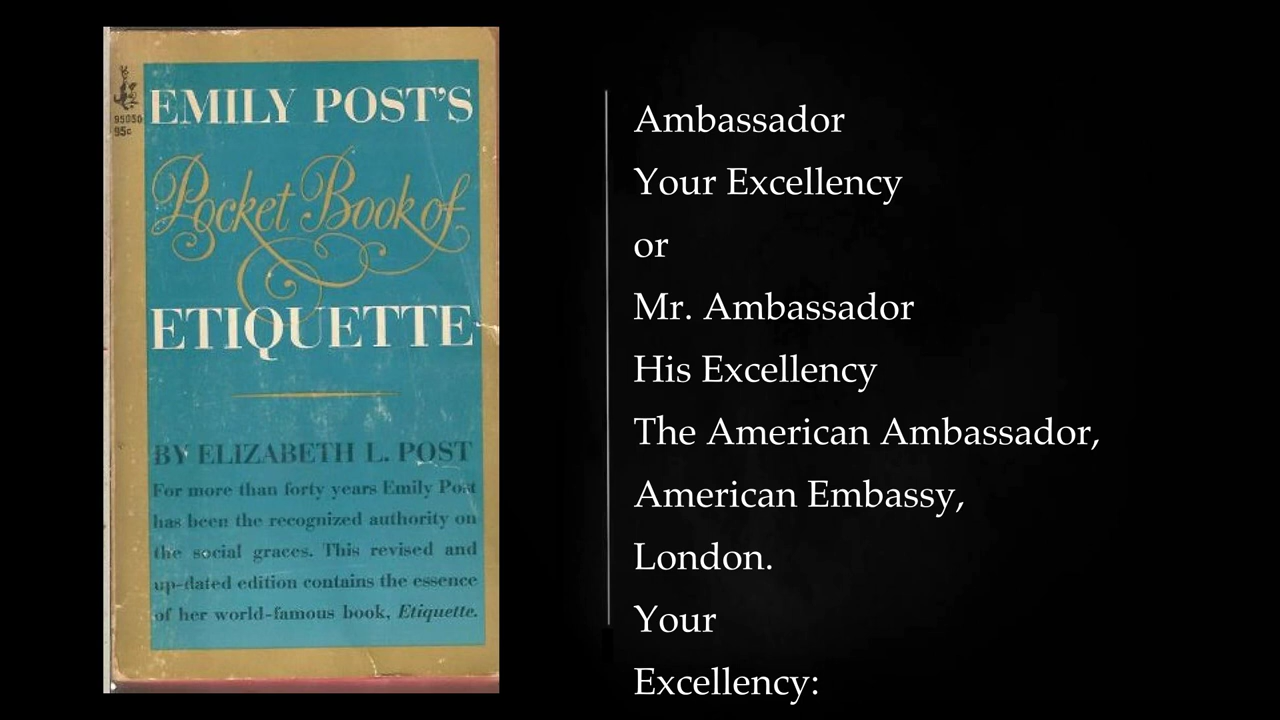 95050
95c
EMILY POST'S
Pocket Book of
ETIQUETTE
BY ELIZABETH L. POST
For more than forty years Emily Post
has been the recognized authority on
the social graces. This revised and
up-dated edition contains the essence
of her world-famous book, Etiquette.
Ambassador
Your Excellency
or
Mr. Ambassador
His Excellency
The American Ambassador,
American Embassy,
London.
Your
Excellency: